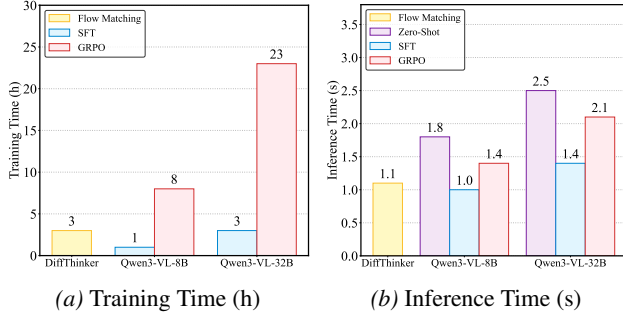 Training Time (h)
30
25
20
15
10
5
0
Flow Matching
SFT
GRPO
3
1
8
3
23
DiffThinker
Qwen3-VL-8B
Qwen3-VL-32B
(a) Training Time (h)
Inference Time (s)
3.5
3.0
2.5
2.0
1.5
1.0
0.5
0.0
Flow Matching
Zero-Shot
SFT
GRPO
1.1
1.8
1.0
1.4
2.5
1.4
2.1
DiffThinker
Qwen3-VL-8B
Qwen3-VL-32B
(b) Inference Time (s)